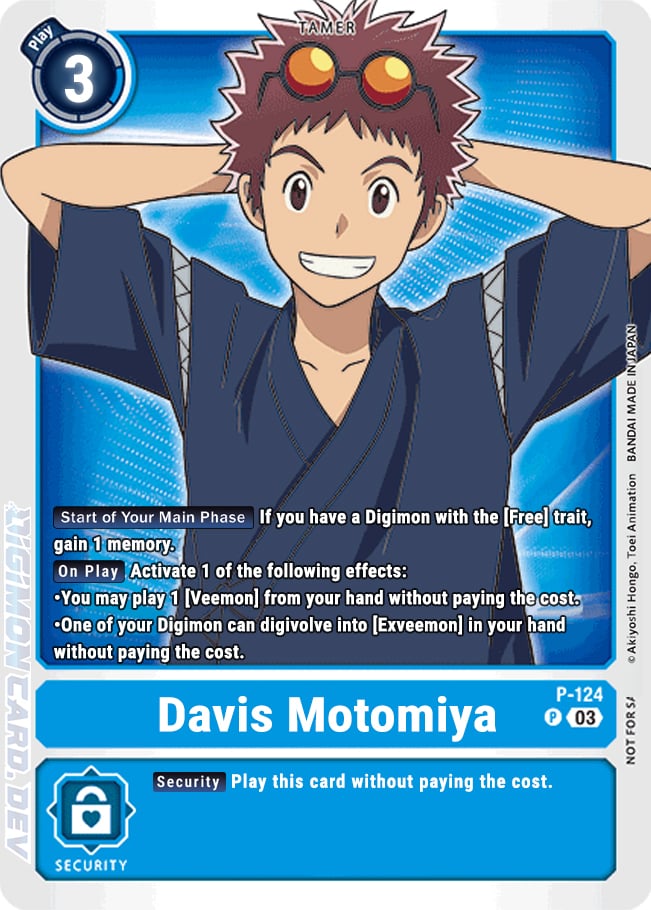 TAMER
Play
3
Start of Your Main Phase If you have a Digimon with the [Free] trait,
gain 1 memory.
On Play Activate 1 of the following effects:
•You may play 1 [Veemon] from your hand without paying the cost.
•One of your Digimon can digivolve into [Exveemon] in your hand
without paying the cost.
P-124
Davis Motomiya
P 03
Security Play this card without paying the cost.
SECURITY
DIGIMON CARD.DEV
© Akiyoshi Hongo, Toei Animation BANDAI MADE IN JAPAN
NOT FOR SA